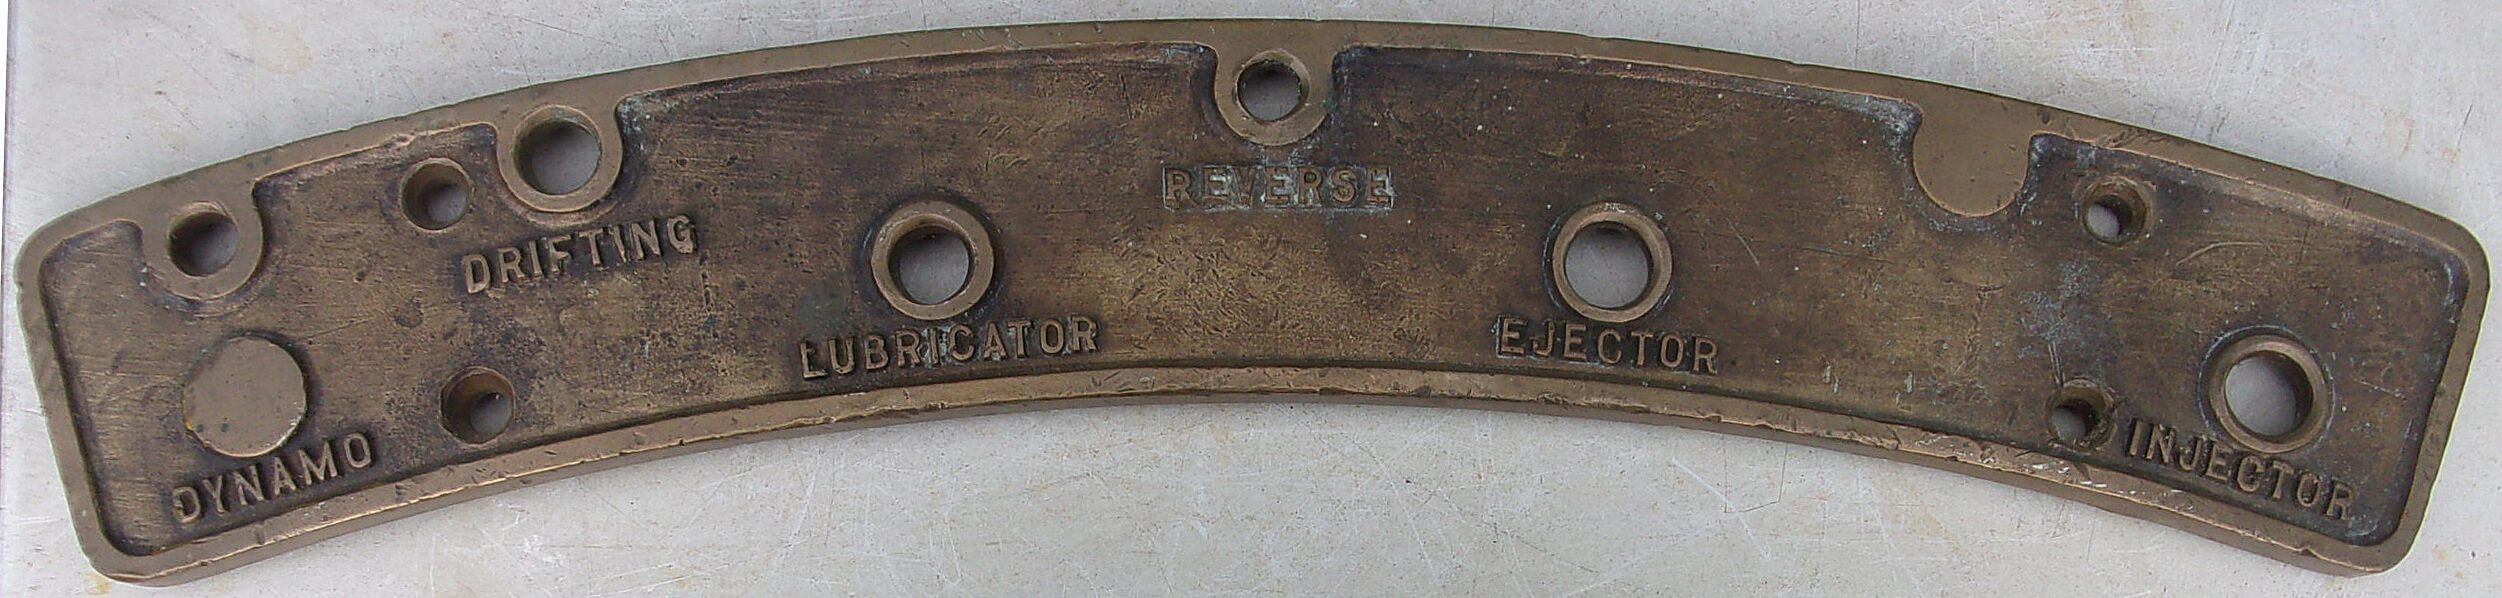 DYNAMO
DRIFTING
LUBRICATOR
REVERSE
EJECTOR
INJECTOR